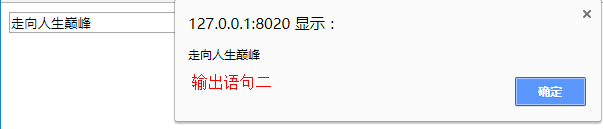 走向人生巅峰
127.0.0.1:8020 显示：
走向人生巅峰
输出语句二
确定